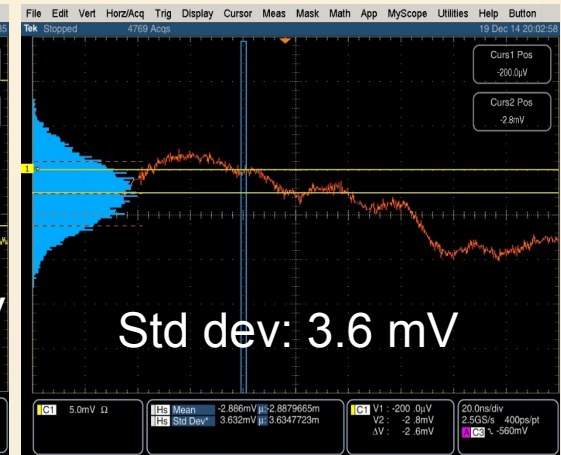 File Edit Vert Horz/Acq Trig Display Cursor Meas Mask Math App MyScope Utilities Help Button
Tek Stopped 4769 Acqs 19 Dec 14 20:02:58
Curs1 Pos
-200.0µV
Curs2 Pos
-2.8mV
1
Std dev: 3.6 mV
C1 5.0mV Ω
Hs Mean -2.886mV µ:-2.8879665m
Hs Std Dev* 3.632mV µ: 3.6347723m
C1 V1 : -200 .0µV
V2 : -2 .8mV
ΔV : -2 .6mV
20.0ns/div
2.5GS/s 400ps/pt
A C3 -560mV